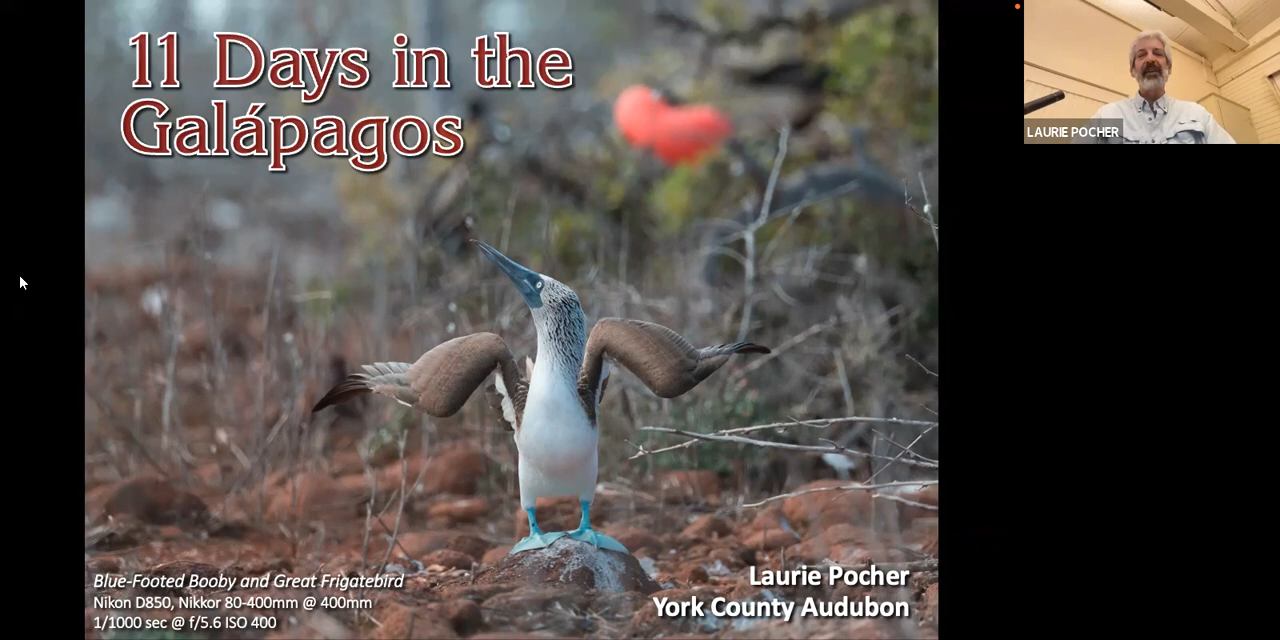 11 Days in the
Galápagos
LAURIE POCHER
Blue-Footed Booby and Great Frigatebird
Nikon D850, Nikkor 80-400mm @ 400mm
1/1000 sec @ f/5.6 ISO 400
Laurie Pocher
York County Audubon